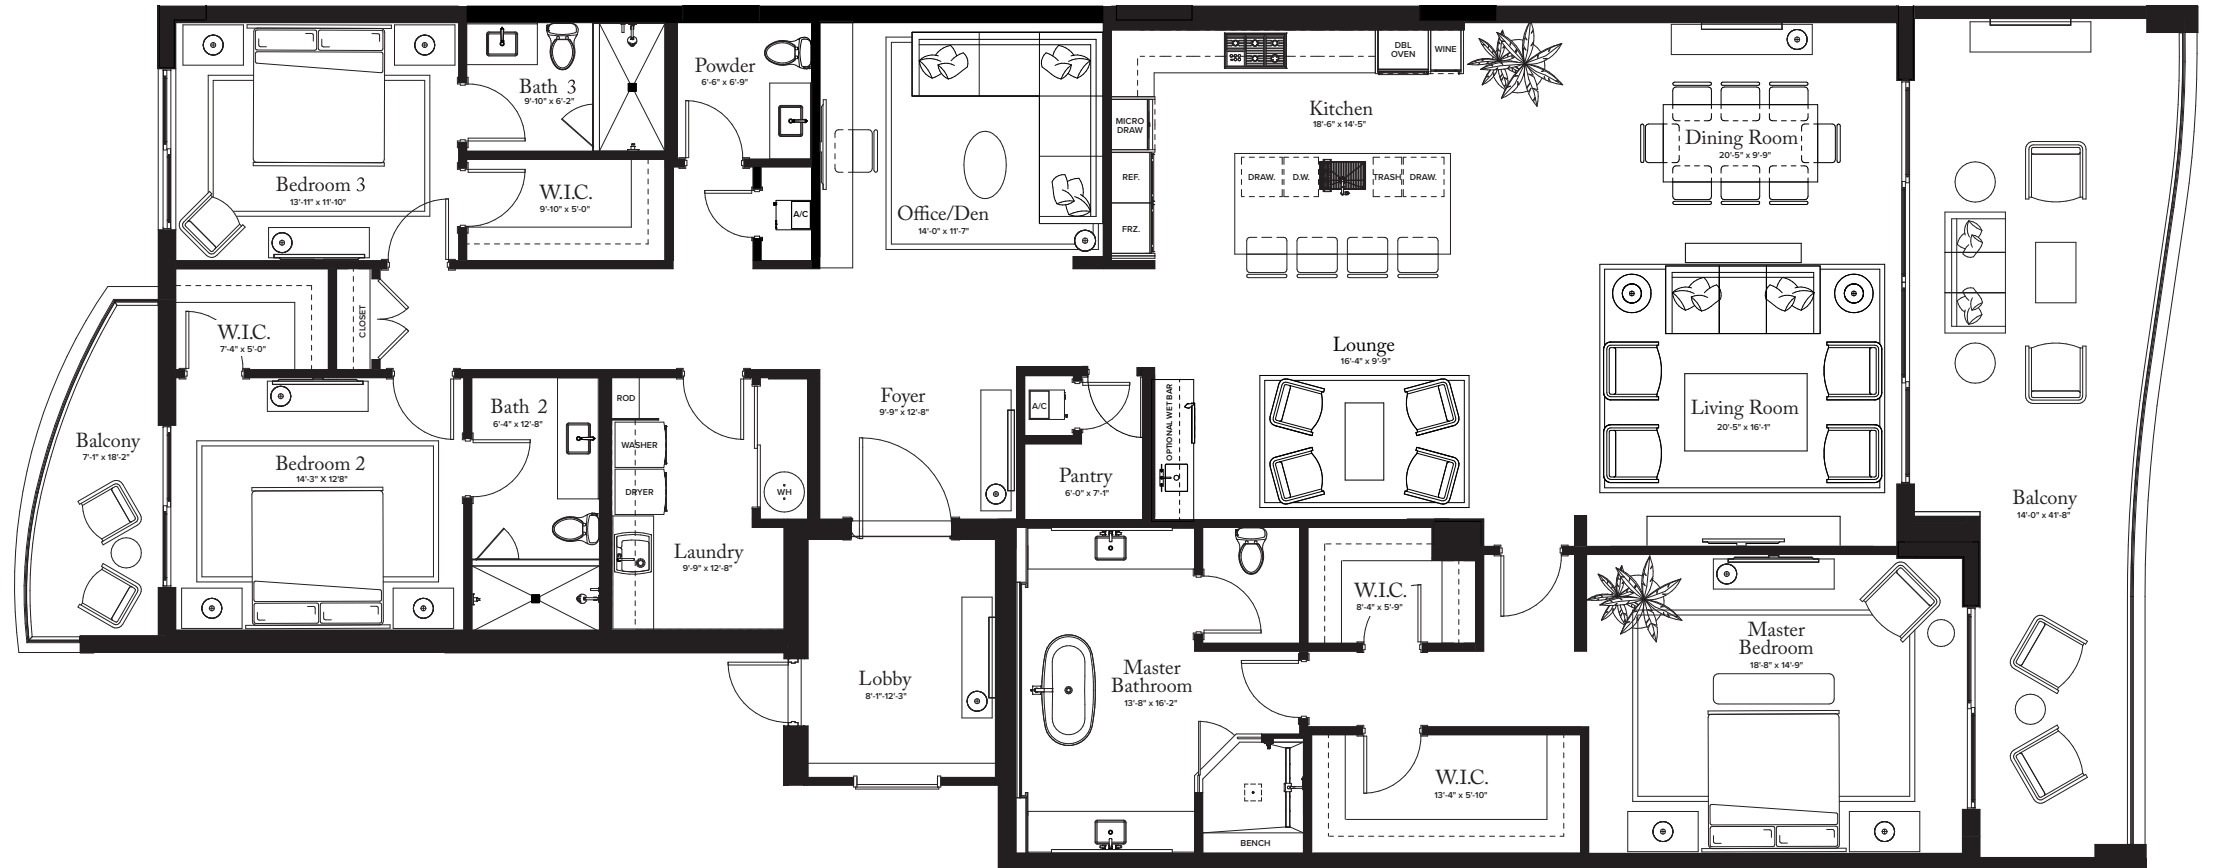 Bedroom 3
13'-11" x 11'-10"
Bath 3
9'-10" x 6'-2"
W.I.C.
9'-10" x 5'-0"
Powder
6'-6" x 6'-9"
A/C
Office/Den
14'-0" x 11'-7"
DBL
OVEN
WINE
Kitchen
18'-6" x 14'-5"
MICRO
DRAW
REF.
FRZ.
DRAW.
D.W.
TRASH
DRAW.
Dining Room
20'-5" x 9'-9"
W.I.C.
7'-4" x 5'-0"
CLOSET
Balcony
7'-1" x 18'-2"
Bedroom 2
14'-3" X 12'8"
Bath 2
6'-4" x 12'-8"
ROD
WASHER
DRYER
WH
Laundry
9'-9" x 12'-8"
Foyer
9'-9" x 12'-8"
A/C
Pantry
6'-0" x 7'-1"
OPTIONAL WET BAR
Lounge
16'-4" x 9'-9"
Living Room
20'-5" x 16'-1"
Balcony
14'-0" x 41'-8"
Lobby
8'-1"-12'-3"
Master
Bathroom
13'-8" x 16'-2"
W.I.C.
8'-4" x 5'-9"
W.I.C.
13'-4" x 5'-10"
BENCH
Master
Bedroom
18'-8" x 14'-9"